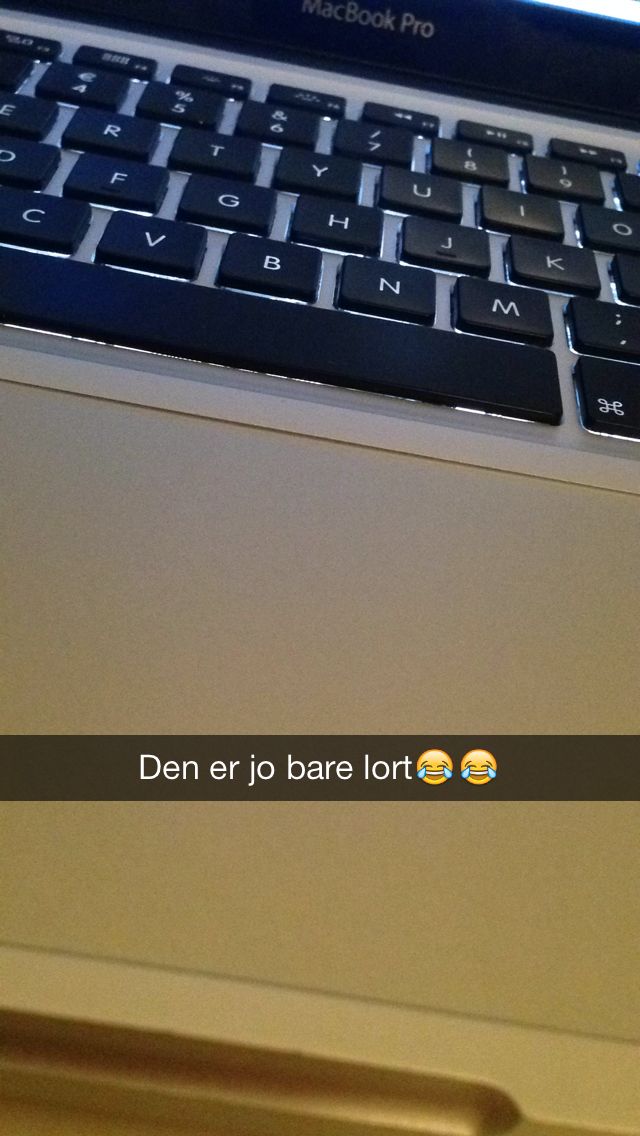 MacBook Pro
€ % & / ( )
4 5 6 7 8 9
E R T Y U I O
D F G H J K
C V B N M ; ,
⌘
Den er jo bare lort😂😂